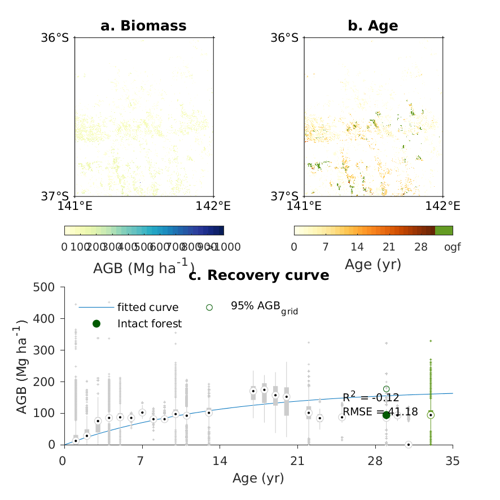 a. Biomass
b. Age
36°S
36°S
37°S
37°S
141°E
142°E
141°E
142°E
0 100 200 300 400 500 600 700 800 900 >1000
0 7 14 21 28 ogf
AGB (Mg ha⁻¹)
Age (yr)
c. Recovery curve
500
400
300
200
100
0
AGB (Mg ha⁻¹)
fitted curve
95% AGB_grid
Intact forest
R² = -0.12
RMSE = 41.18
0 7 14 21 28 35
Age (yr)